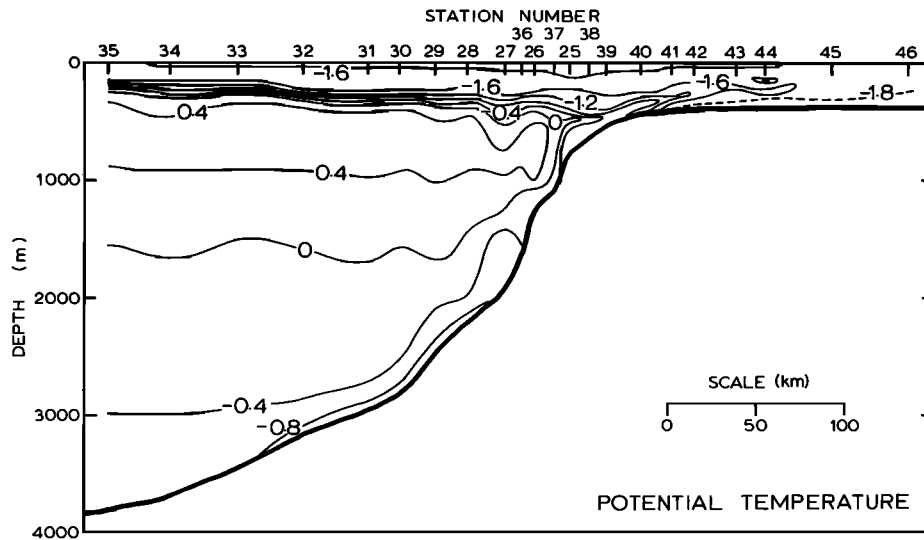 STATION NUMBER
36 37 38
35 34 33 32 31 30 29 28 27 26 25 39 40 41 42 43 44 45 46
0
-1.6
-1.6
-1.6
-1.2
-1.8
0.4
0.4
0
1000
0.4
0
DEPTH (m)
2000
SCALE (km)
3000
-0.4
-0.8
0 50 100
POTENTIAL TEMPERATURE
4000